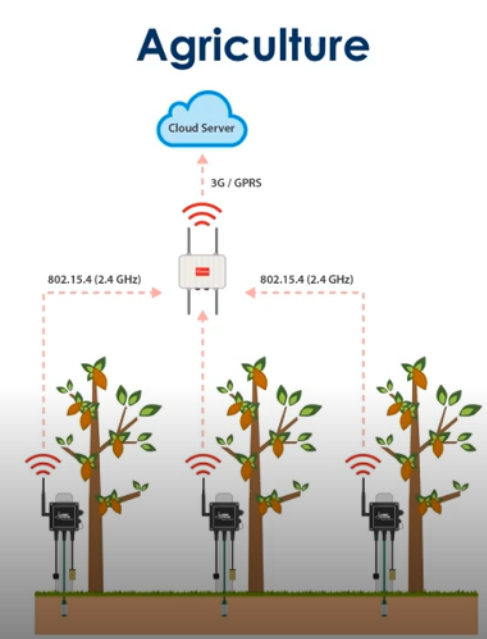 Agriculture
Cloud Server
3G / GPRS
802.15.4 (2.4 GHz)
802.15.4 (2.4 GHz)